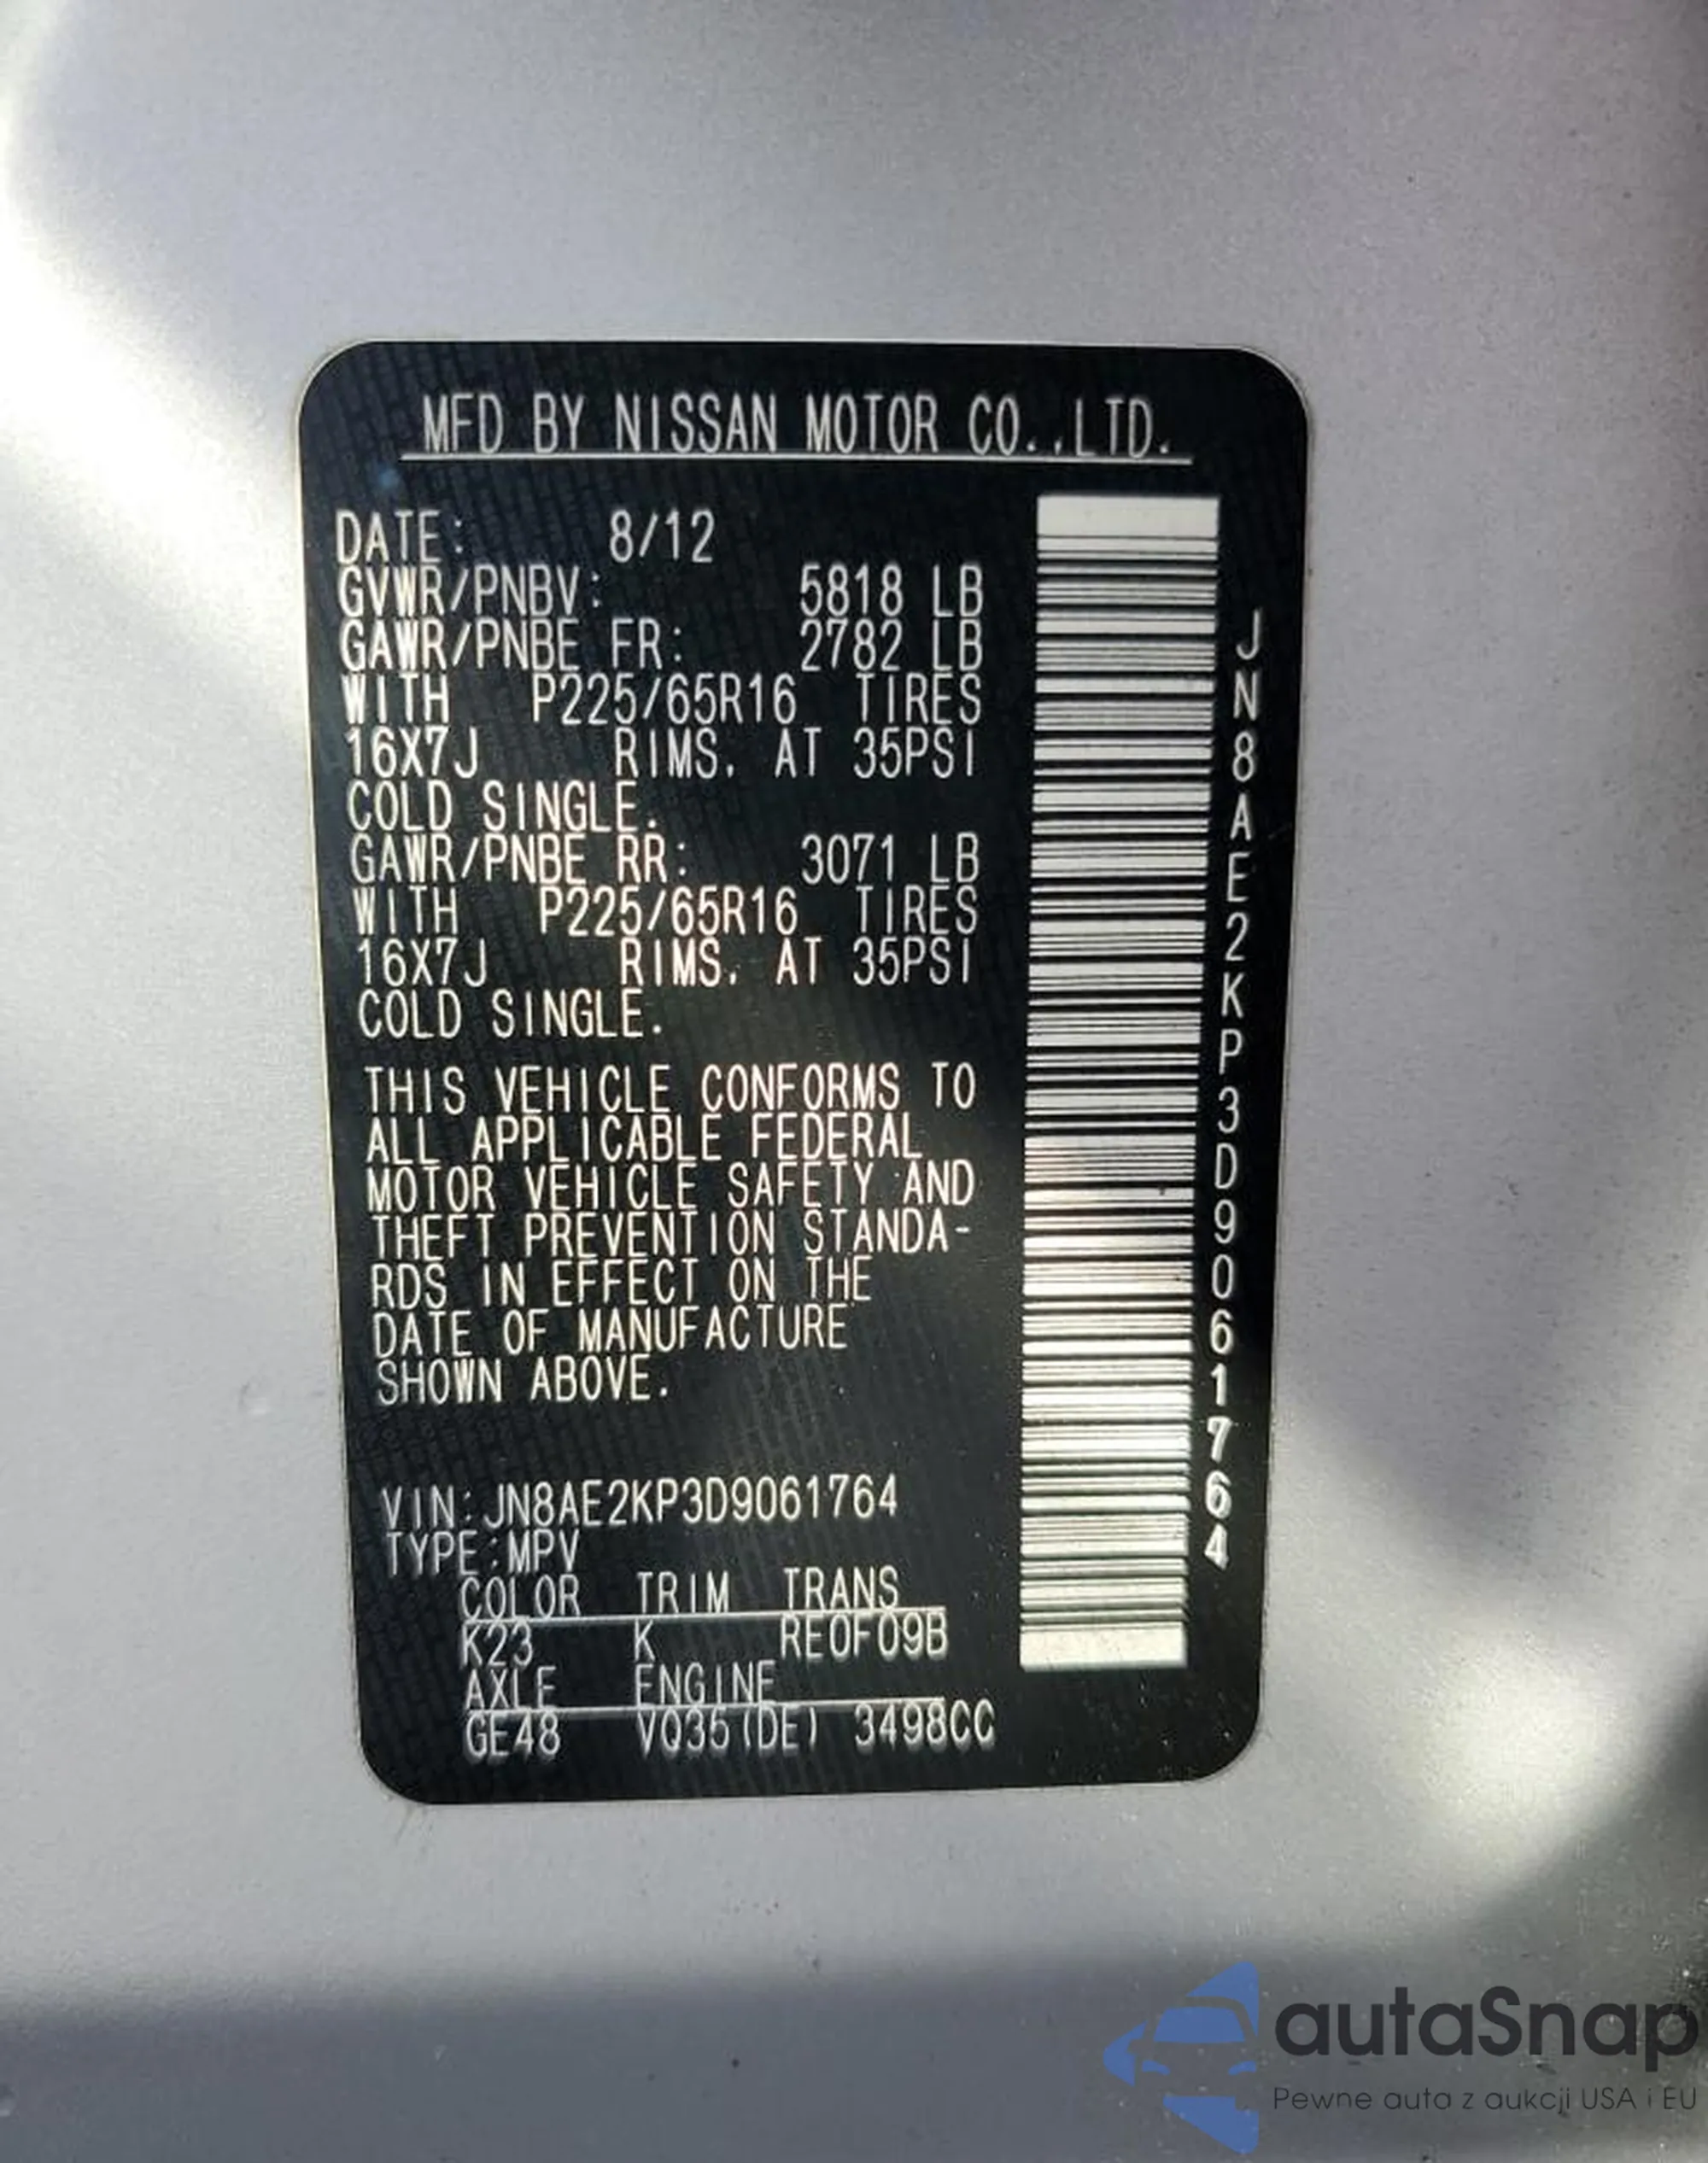 MFD BY NISSAN MOTOR CO.,LTD.
DATE: 8/12
GVWR/PNBV: 5818 LB
GAWR/PNBE FR: 2782 LB
WITH P225/65R16 TIRES
16X7J RIMS, AT 35PSI
COLD SINGLE.
GAWR/PNBE RR: 3071 LB
WITH P225/65R16 TIRES
16X7J RIMS, AT 35PSI
COLD SINGLE.
THIS VEHICLE CONFORMS TO
ALL APPLICABLE FEDERAL
MOTOR VEHICLE SAFETY AND
THEFT PREVENTION STANDA-
RDS IN EFFECT ON THE
DATE OF MANUFACTURE
SHOWN ABOVE.
VIN:JN8AE2KP3D9061764
TYPE:MPV
COLOR TRIM TRANS
K23 K RE0F09B
AXLE ENGINE
GE48 VQ35(DE) 3498CC
JN8AE2KP3D9061764
autaSnap
Pewne auta z aukcji USA i EU